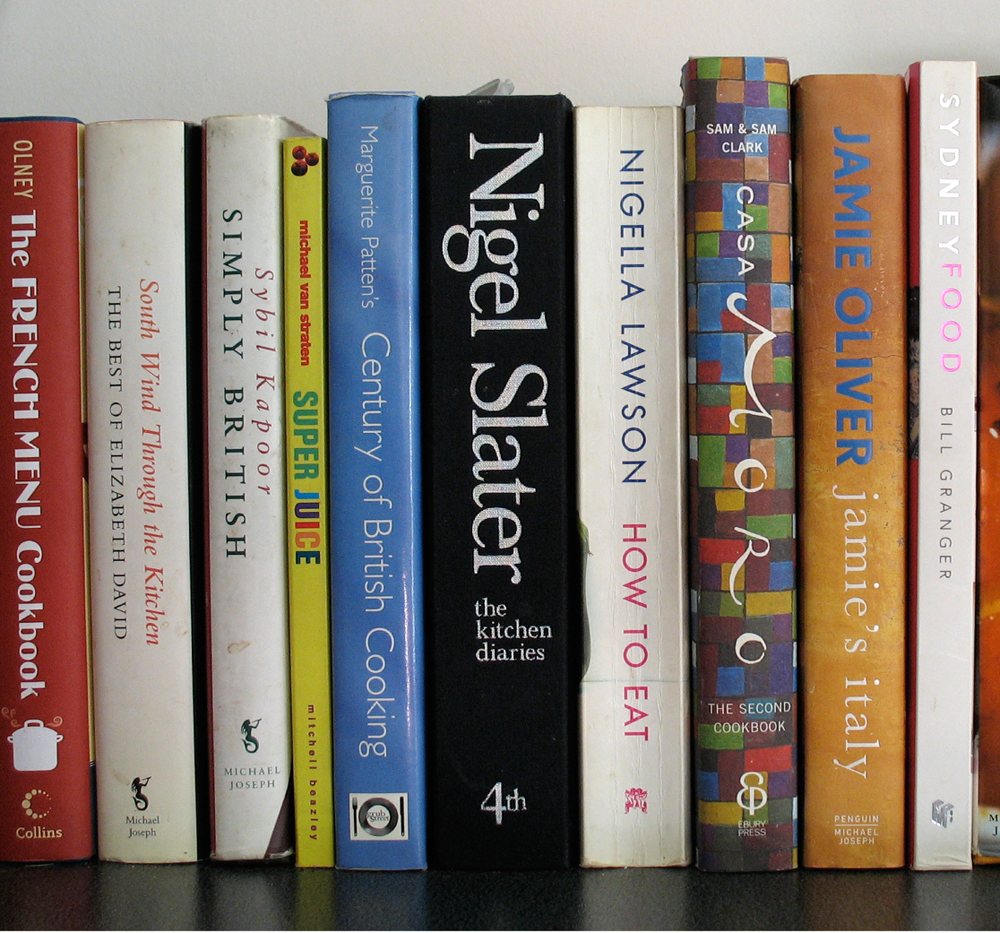 OLNEY The FRENCH MENU Cookbook
Collins
South Wind Through the Kitchen
THE BEST OF ELIZABETH DAVID
Michael
Joseph
Sybil Kapoor
SIMPLY BRITISH
MICHAEL
JOSEPH
michael van straten SUPER JUICE mitchell beazley
Marguerite Patten's Century of British Cooking
grub
street
Nigel Slater
the
kitchen
diaries
4th
NIGELLA LAWSON HOW TO EAT
SAM & SAM
CLARK
CASA MORO
THE SECOND
COOKBOOK
EBURY
PRESS
JAMIE OLIVER jamie's italy
PENGUIN
MICHAEL
JOSEPH
SYDNEYFOOD BILL GRANGER